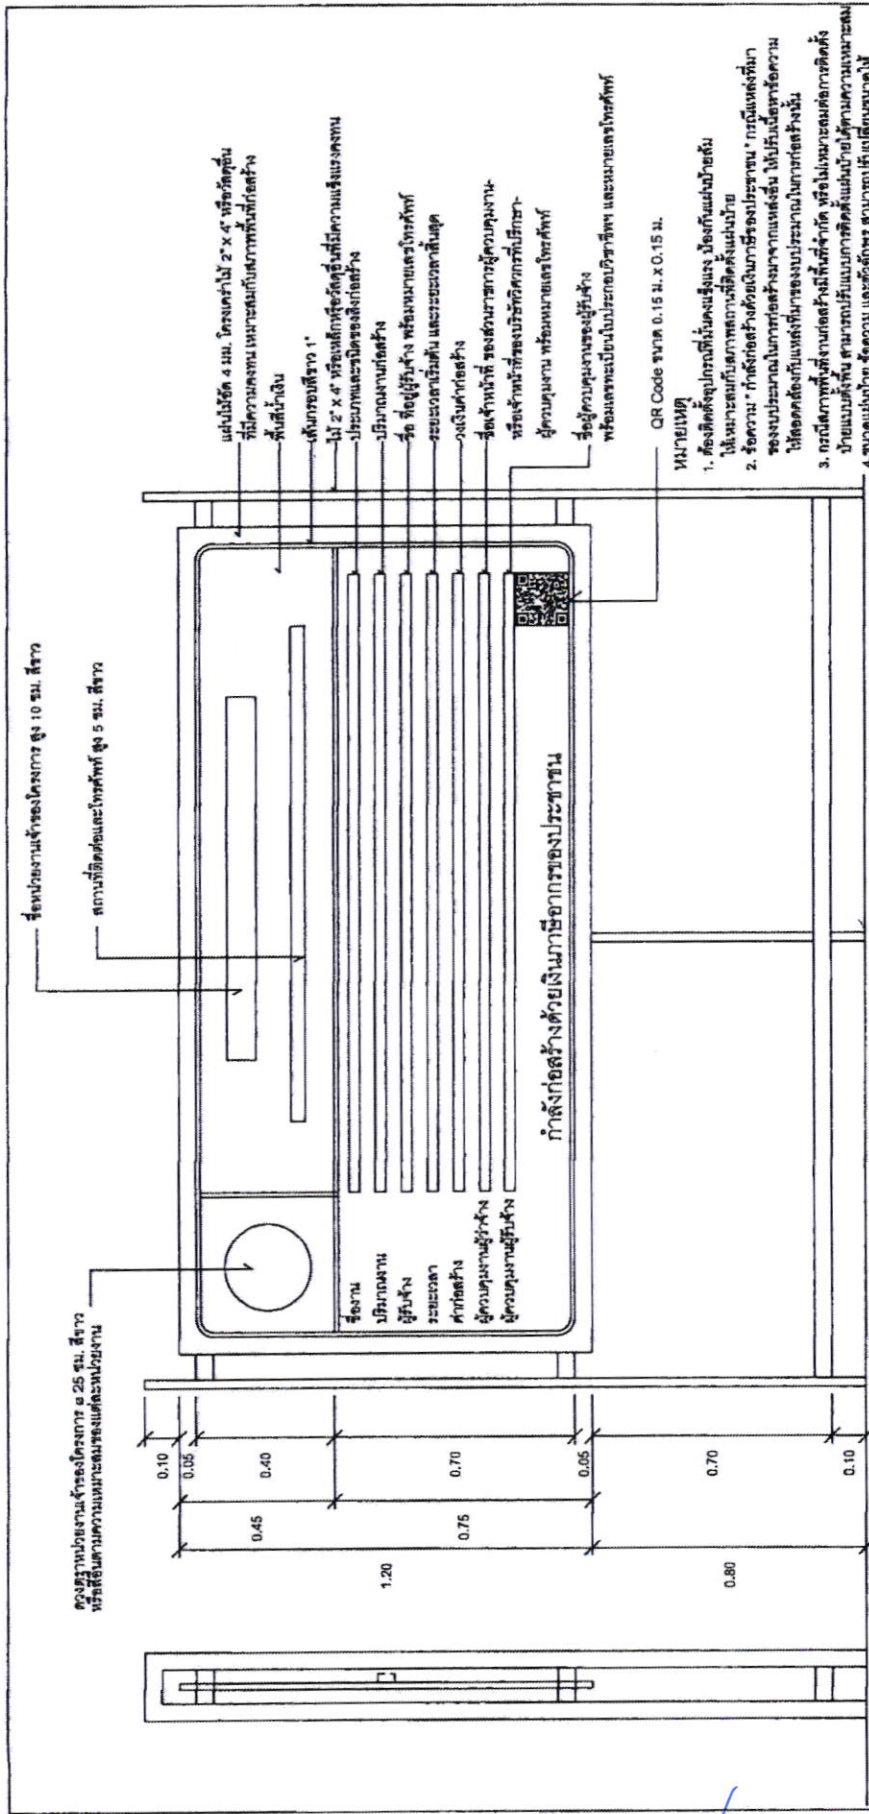 ชื่อหน่วยงานเจ้าของโครงการ สูง 10 ซม. สีขาว
สถานที่ติดต่อและโทรศัพท์ สูง 5 ซม. สีขาว
ดวงตราหน่วยงานเจ้าของโครงการ ø 25 ซม. สีขาว
หรือสีอื่นตามความเหมาะสมของแต่ละหน่วยงาน
แผ่นไม้อัด 4 มม. โครงเคร่าไม้ 2"x 4" หรือวัสดุอื่น
ที่มีความคงทน เหมาะสมกับสภาพพื้นที่ก่อสร้าง
พื้นสีน้ำเงิน
เส้นกรอบสีขาว 1"
ไม้ 2"x 4" หรือเหล็กหรือวัสดุอื่นที่มีความแข็งแรงคงทน
ประเภทและชนิดของสิ่งก่อสร้าง
ปริมาณงานก่อสร้าง
ชื่อ ที่อยู่ผู้รับจ้าง พร้อมหมายเลขโทรศัพท์
ระยะเวลาเริ่มต้น และระยะเวลาสิ้นสุด
วงเงินค่าก่อสร้าง
ชื่อเจ้าหน้าที่ ของส่วนราชการผู้ควบคุมงาน-
หรือเจ้าหน้าที่ของบริษัทวิศวกรที่ปรึกษา-
ผู้ควบคุมงาน พร้อมหมายเลขโทรศัพท์
ชื่อผู้ควบคุมงานของผู้รับจ้าง
พร้อมเลขทะเบียนใบประกอบวิชาชีพฯ และหมายเลขโทรศัพท์
QR Code ขนาด 0.15 ม. x 0.15 ม.
ชื่องาน
ปริมาณงาน
ผู้รับจ้าง
ระยะเวลา
ค่าก่อสร้าง
ผู้ควบคุมงานผู้ว่าจ้าง
ผู้ควบคุมงานผู้รับจ้าง
กำลังก่อสร้างด้วยเงินภาษีอากรของประชาชน
0.10
0.05
0.40
0.70
0.05
0.70
0.10
0.45
0.75
1.20
0.80
หมายเหตุ
1. ต้องติดตั้งอุปกรณ์ที่มั่นคงแข็งแรง ป้องกันแผ่นป้ายล้ม
ให้เหมาะสมกับสภาพสถานที่ติดตั้งแผ่นป้าย
2. ข้อความ " กำลังก่อสร้างด้วยเงินภาษีของประชาชน " กรณีแหล่งที่มา
ของงบประมาณในการก่อสร้างมาจากแหล่งอื่น ให้ปรับเนื้อหาข้อความ
ให้สอดคล้องกับแหล่งที่มาของงบประมาณในการก่อสร้างนั้น
3. กรณีสภาพพื้นที่งานก่อสร้างมีพื้นที่จำกัด หรือไม่เหมาะสมต่อการติดตั้ง
ป้ายแบบตั้งพื้น สามารถปรับแบบการติดตั้งแผ่นป้ายได้ตามความเหมาะสม
4. ขนาดแผ่นป้าย ข้อความ และตัวอักษร สามารถปรับเปลี่ยนขนาดได้